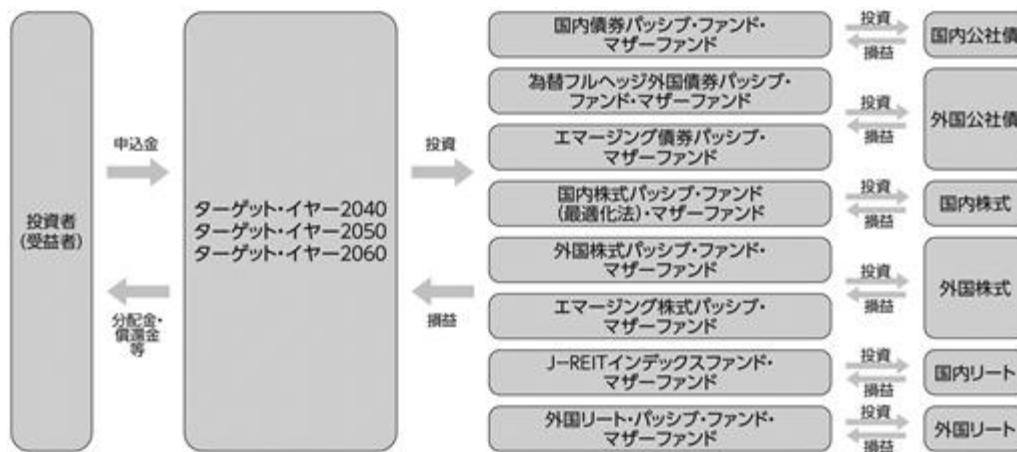 投資者
(受益者)
申込金
分配金・
償還金
等
ターゲット・イヤー2040
ターゲット・イヤー2050
ターゲット・イヤー2060
投資
損益
国内債券パッシブ・ファンド・
マザーファンド
投資
損益
国内公社債
為替フルヘッジ外国債券パッシブ・
ファンド・マザーファンド
エマージング債券パッシブ・
マザーファンド
投資
損益
外国公社債
国内株式パッシブ・ファンド
(最適化法)・マザーファンド
投資
損益
国内株式
外国株式パッシブ・ファンド・
マザーファンド
エマージング株式パッシブ・
マザーファンド
投資
損益
外国株式
J-REITインデックスファンド・
マザーファンド
投資
損益
国内リート
外国リート・パッシブ・ファンド・
マザーファンド
投資
損益
外国リート